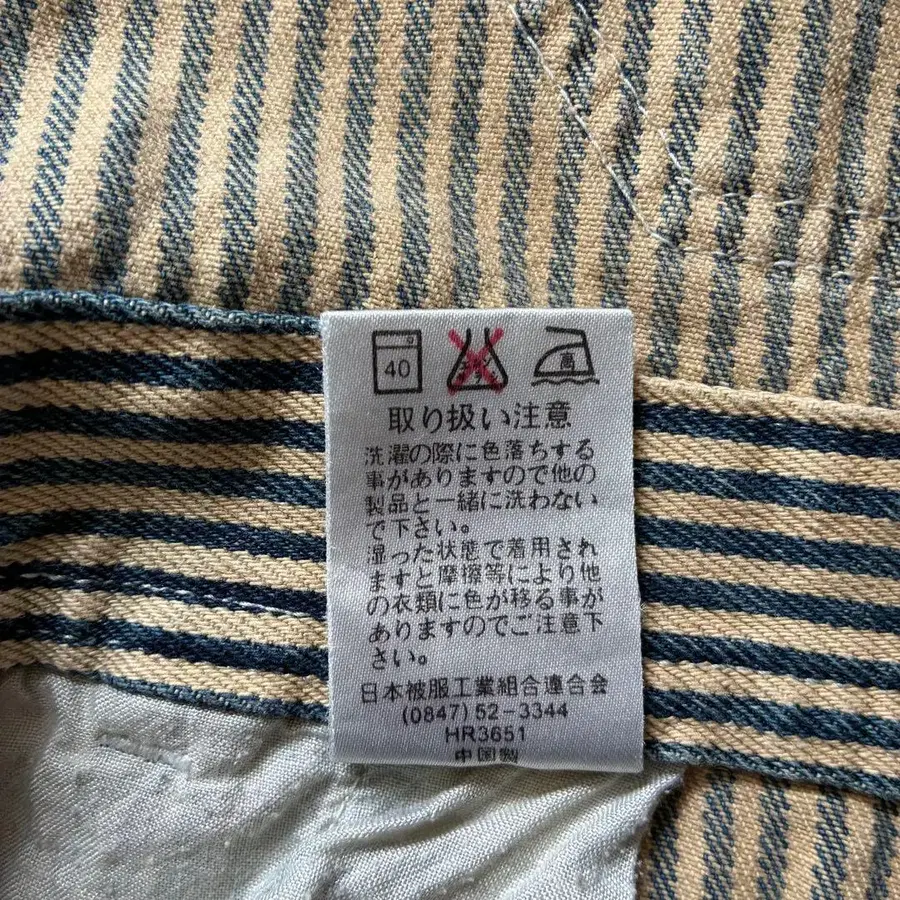 40 高
取り扱い注意
洗濯の際に色落ちする
事がありますので他の
製品と一緒に洗わない
で下さい。
湿った状態で着用され
ますと摩擦等により他
の衣類に色が移る事が
ありますのでご注意下
さい。
日本被服工業組合連合会
(0847)52-3344
HR3651
中国製